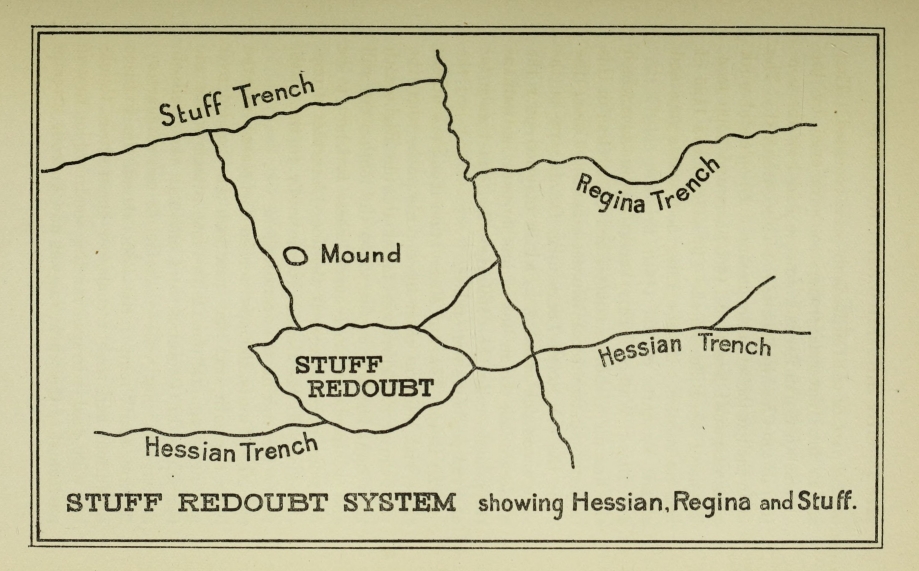 Stuff Trench
Regina Trench
Mound
Hessian Trench
STUFF
REDOUBT
Hessian Trench
STUFF REDOUBT SYSTEM showing Hessian, Regina and Stuff.